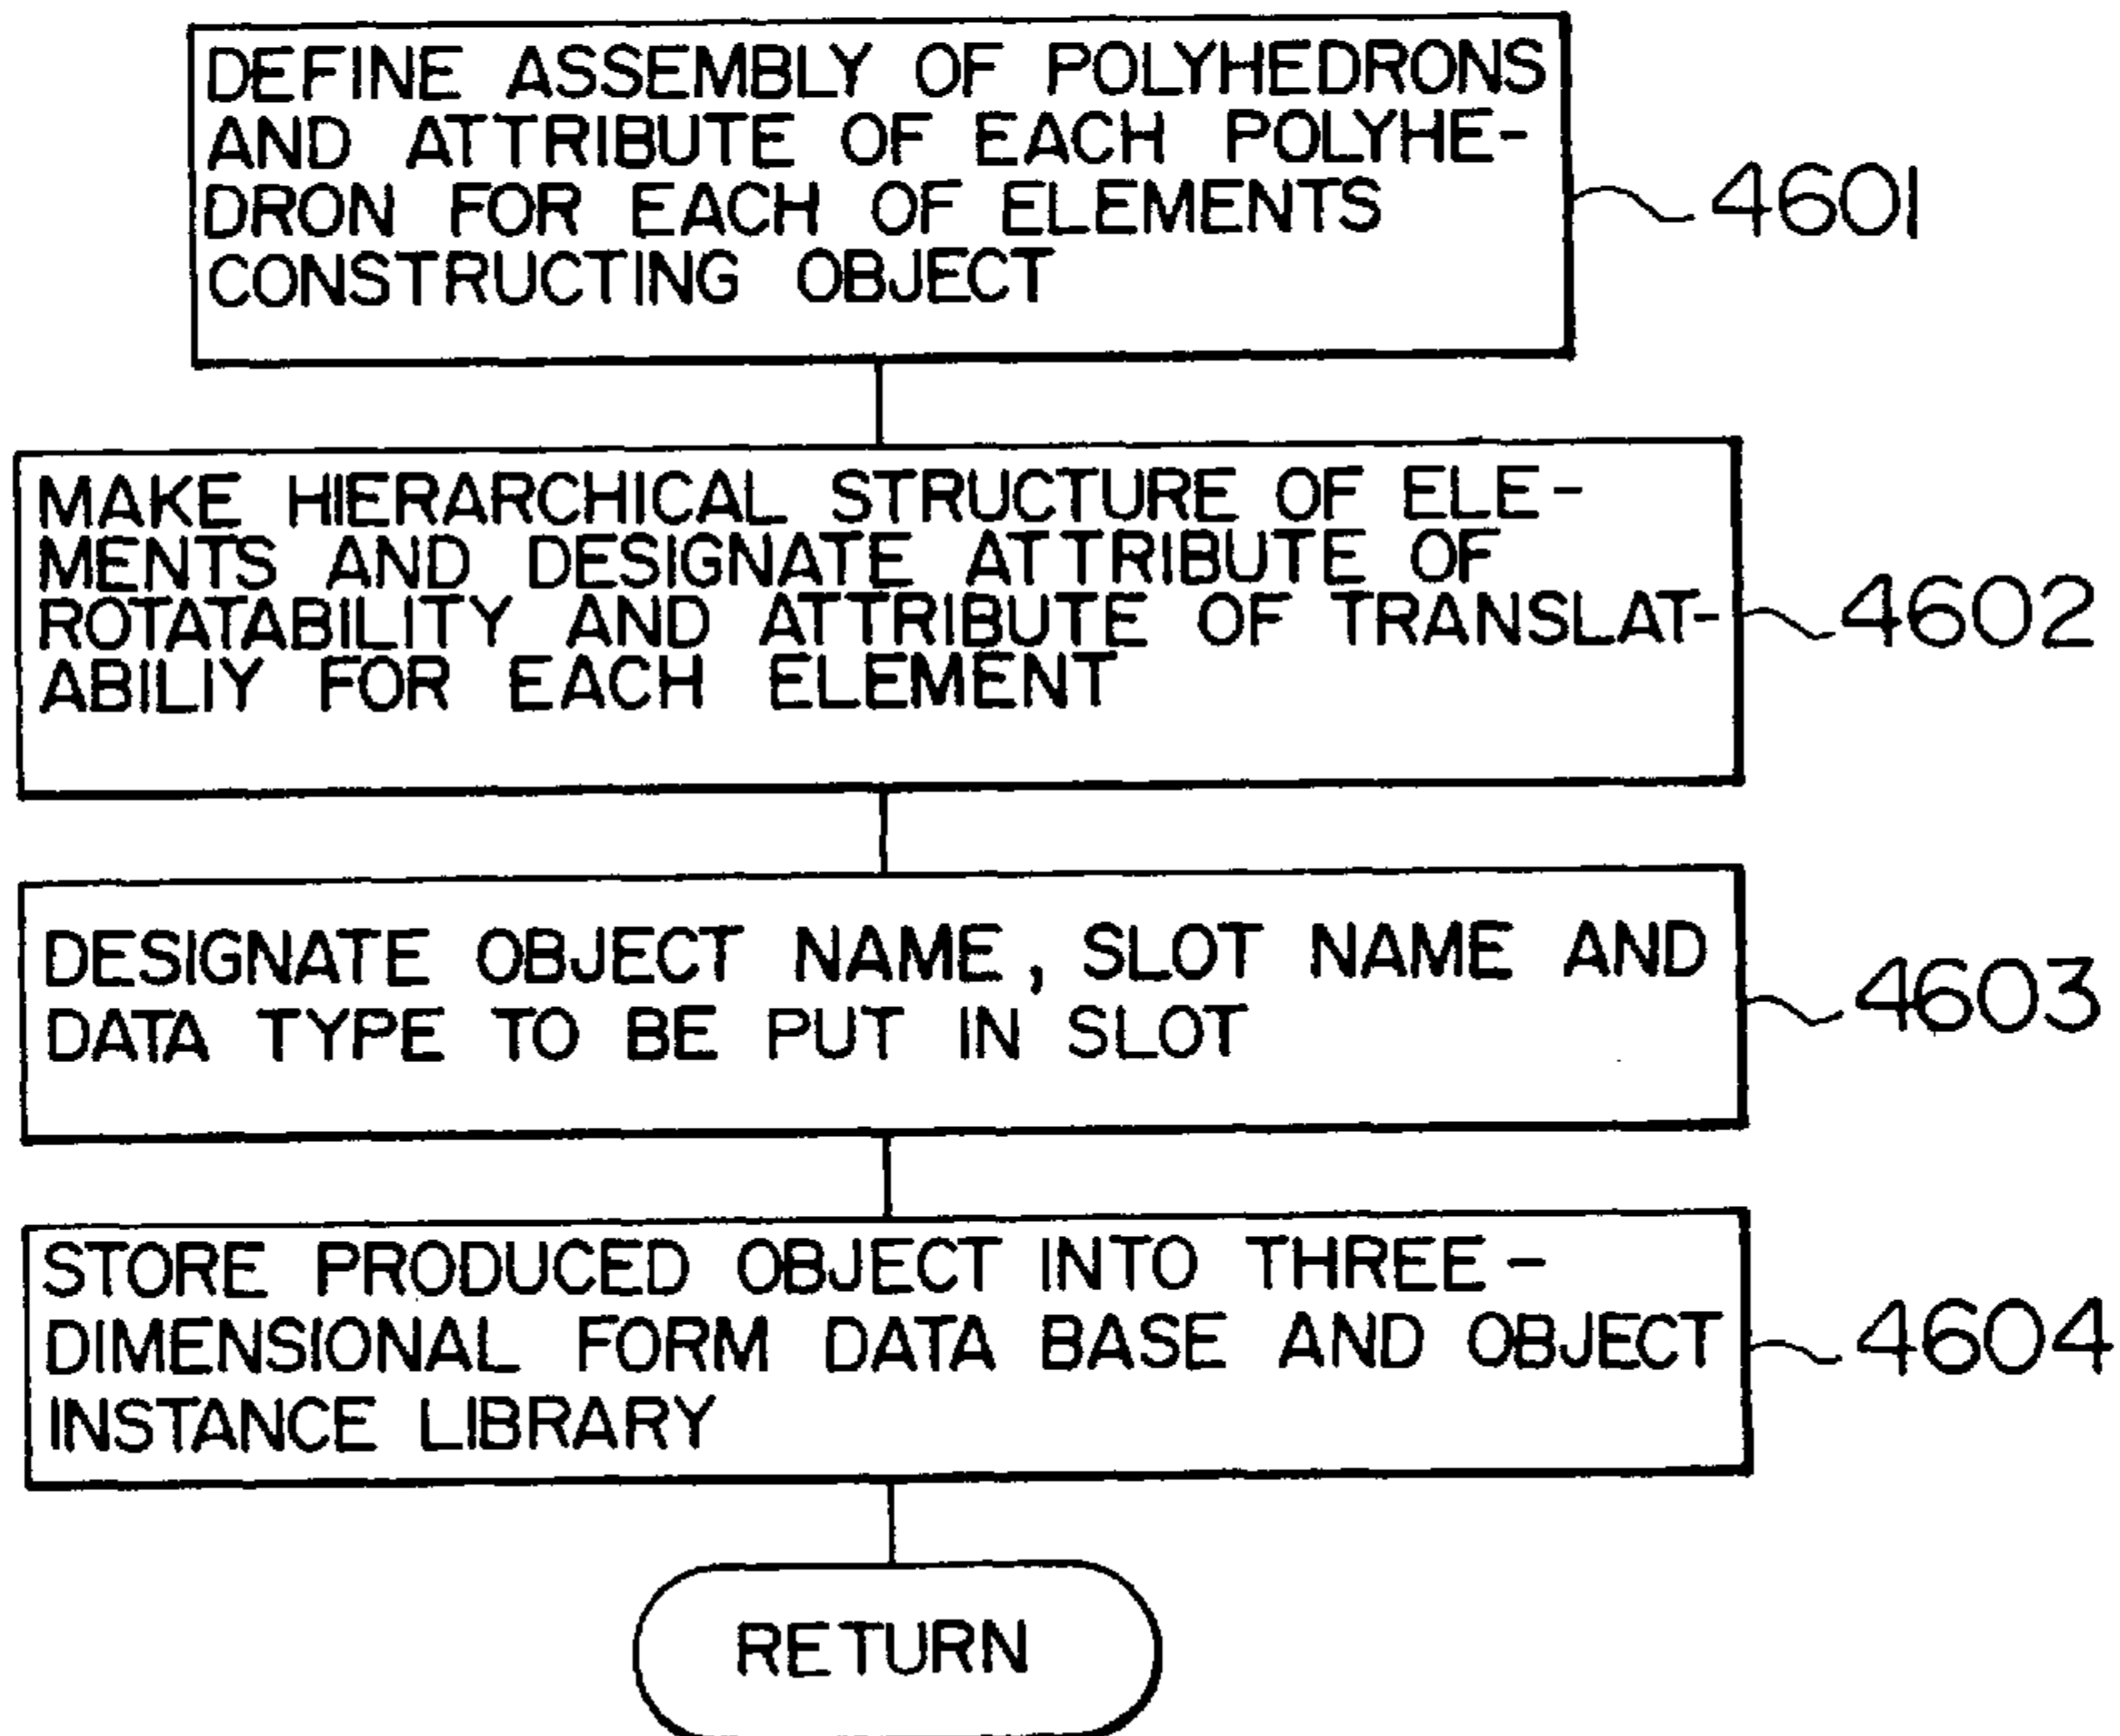 DEFINE ASSEMBLY OF POLYHEDRONS
AND ATTRIBUTE OF EACH POLYHE-
DRON FOR EACH OF ELEMENTS
CONSTRUCTING OBJECT
4601
MAKE HIERARCHICAL STRUCTURE OF ELE-
MENTS AND DESIGNATE ATTRIBUTE OF
ROTATABILITY AND ATTRIBUTE OF TRANSLAT-
ABILIY FOR EACH ELEMENT
4602
DESIGNATE OBJECT NAME, SLOT NAME AND
DATA TYPE TO BE PUT IN SLOT
4603
STORE PRODUCED OBJECT INTO THREE-
DIMENSIONAL FORM DATA BASE AND OBJECT
INSTANCE LIBRARY
4604
RETURN